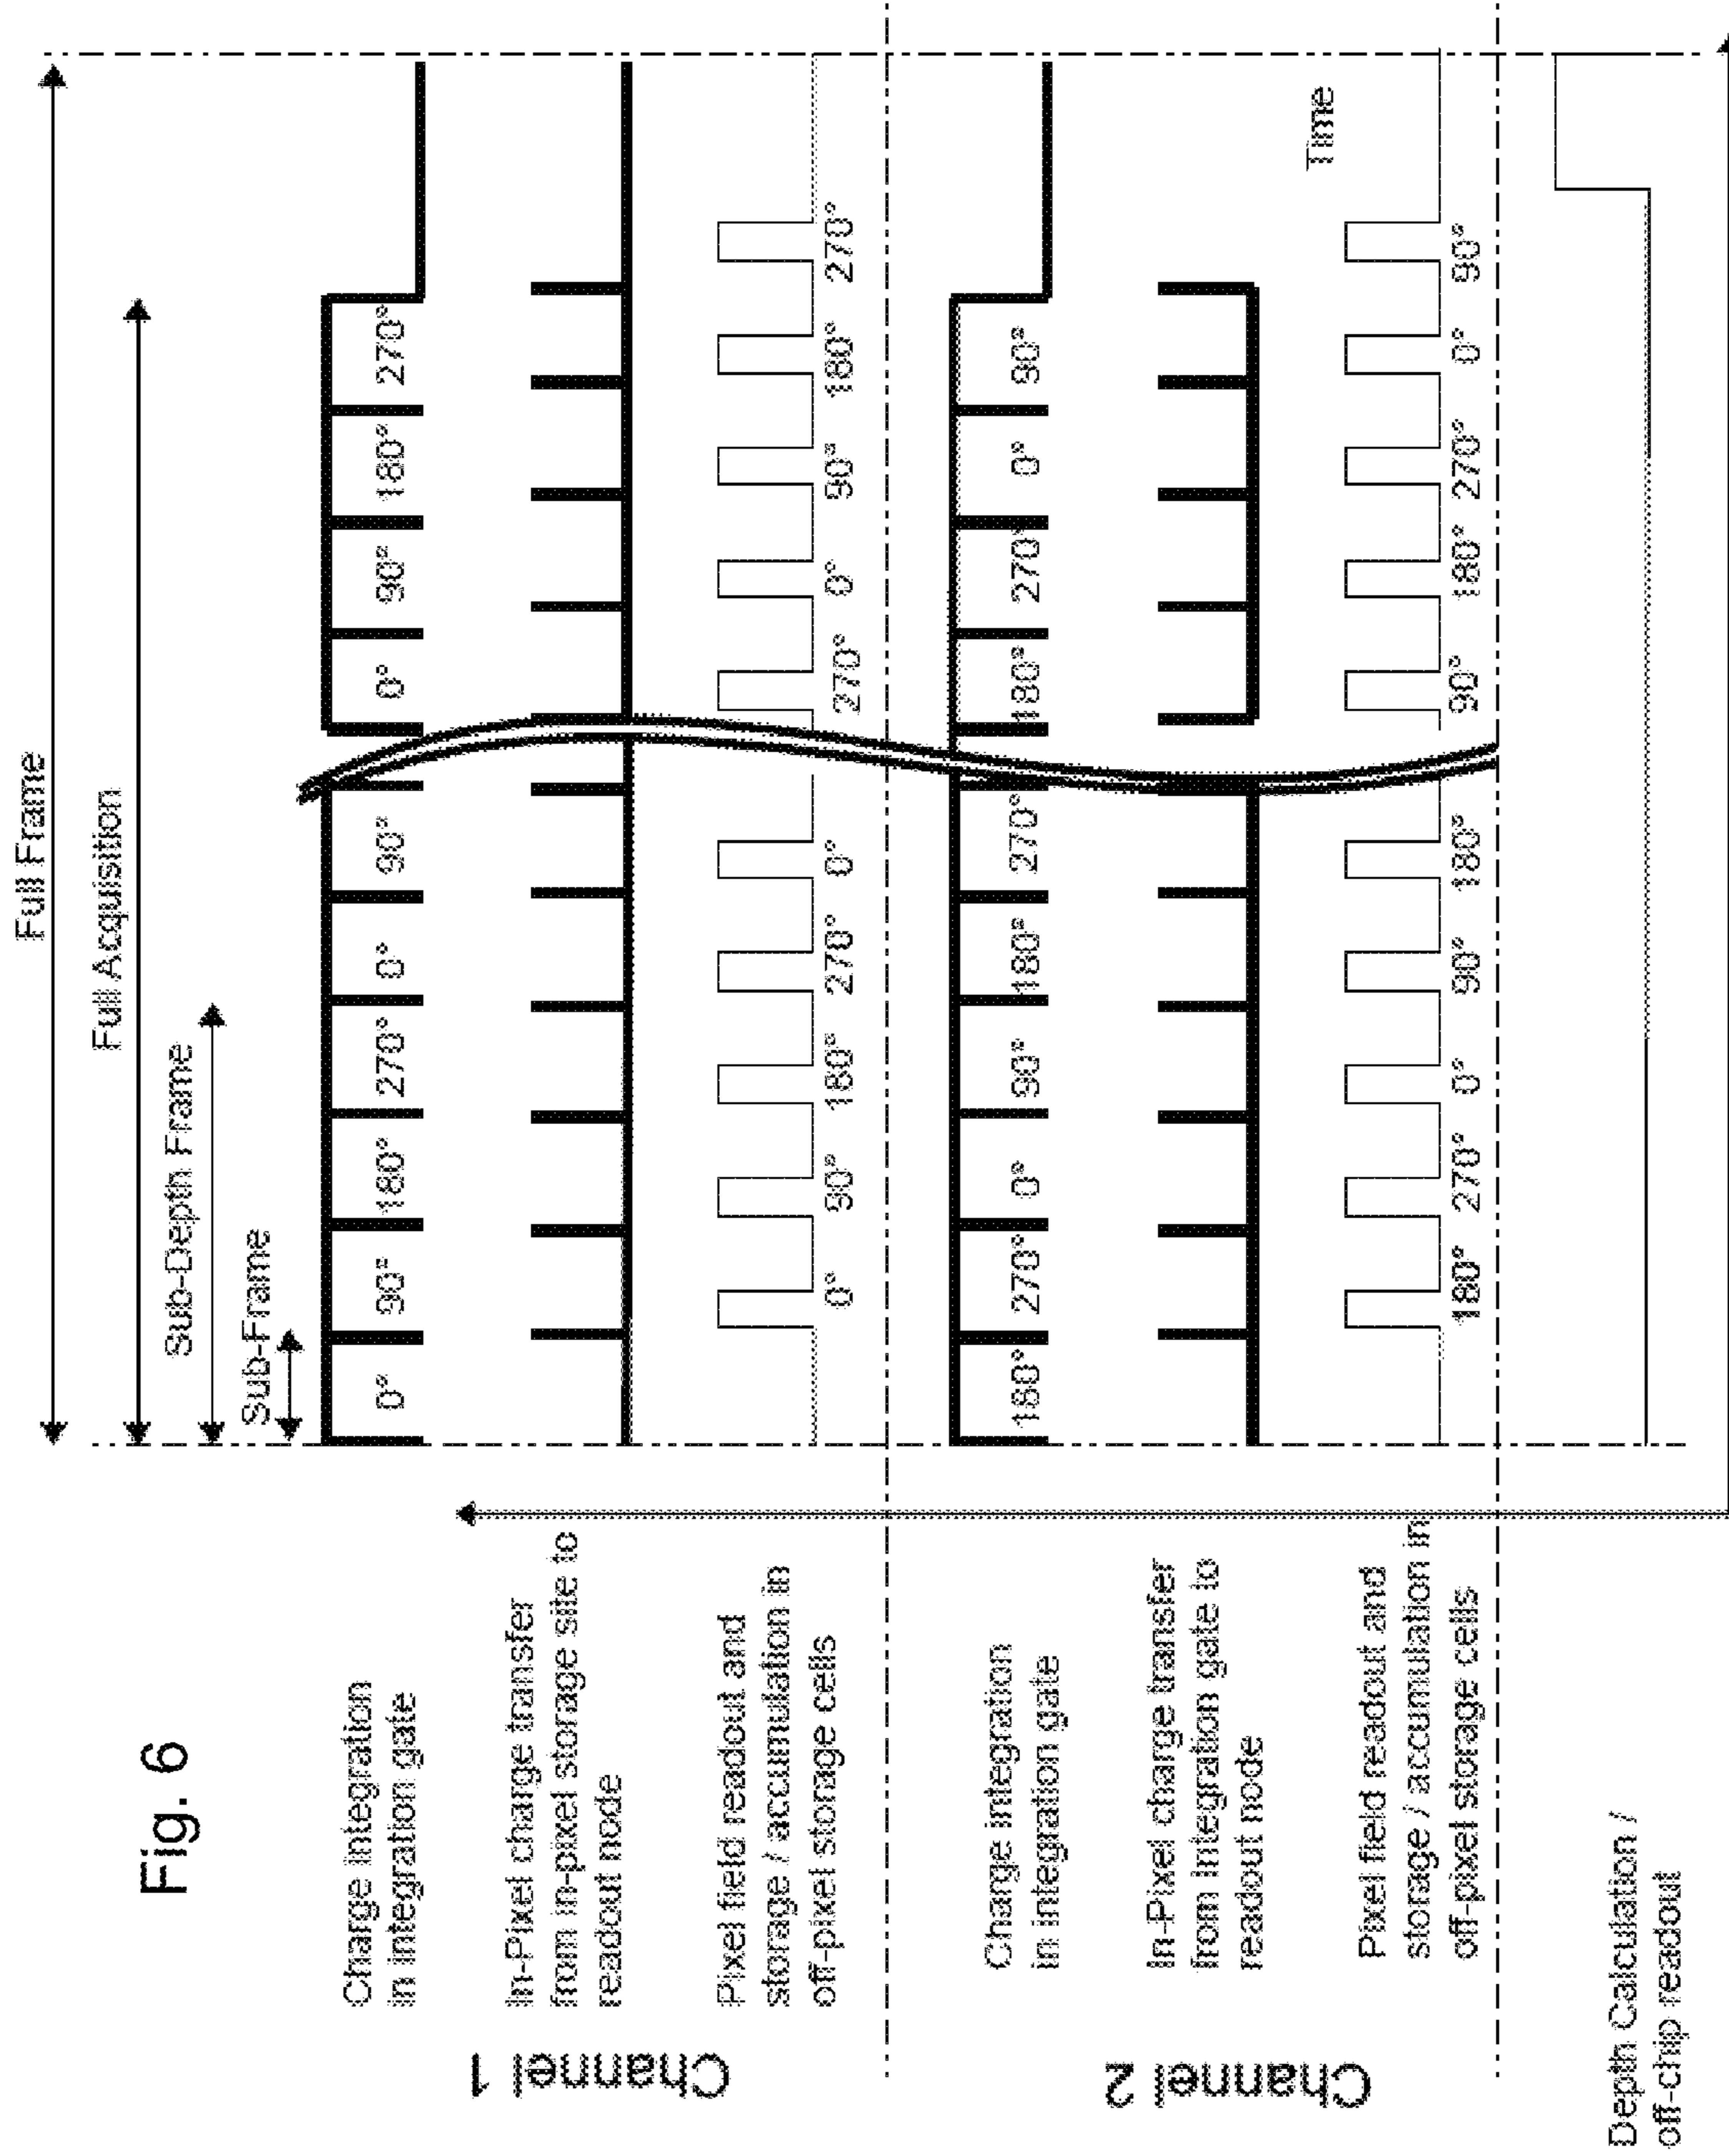 Fig. 6
Full Frame
Full Acquisition
Sub-Depth Frame
Sub-Frame
Channel 1
Charge integration
in integration gate
0° 90° 180° 270° 0° 90° 0° 90° 180° 270°
In-Pixel charge transfer
from in-pixel storage site to
readout node
Pixel field readout and
storage / accumulation in
off-pixel storage cells
0° 90° 180° 270° 0° 270° 0° 90° 180° 270°
Channel 2
Charge integration
in integration gate
180° 270° 0° 90° 180° 270° 180° 270° 0° 90°
In-Pixel charge transfer
from integration gate to
readout node
Time
Pixel field readout and
storage / accumulation in
off-pixel storage cells
180° 270° 0° 90° 180° 90° 180° 270° 0° 90°
Depth Calculation /
off-chip readout